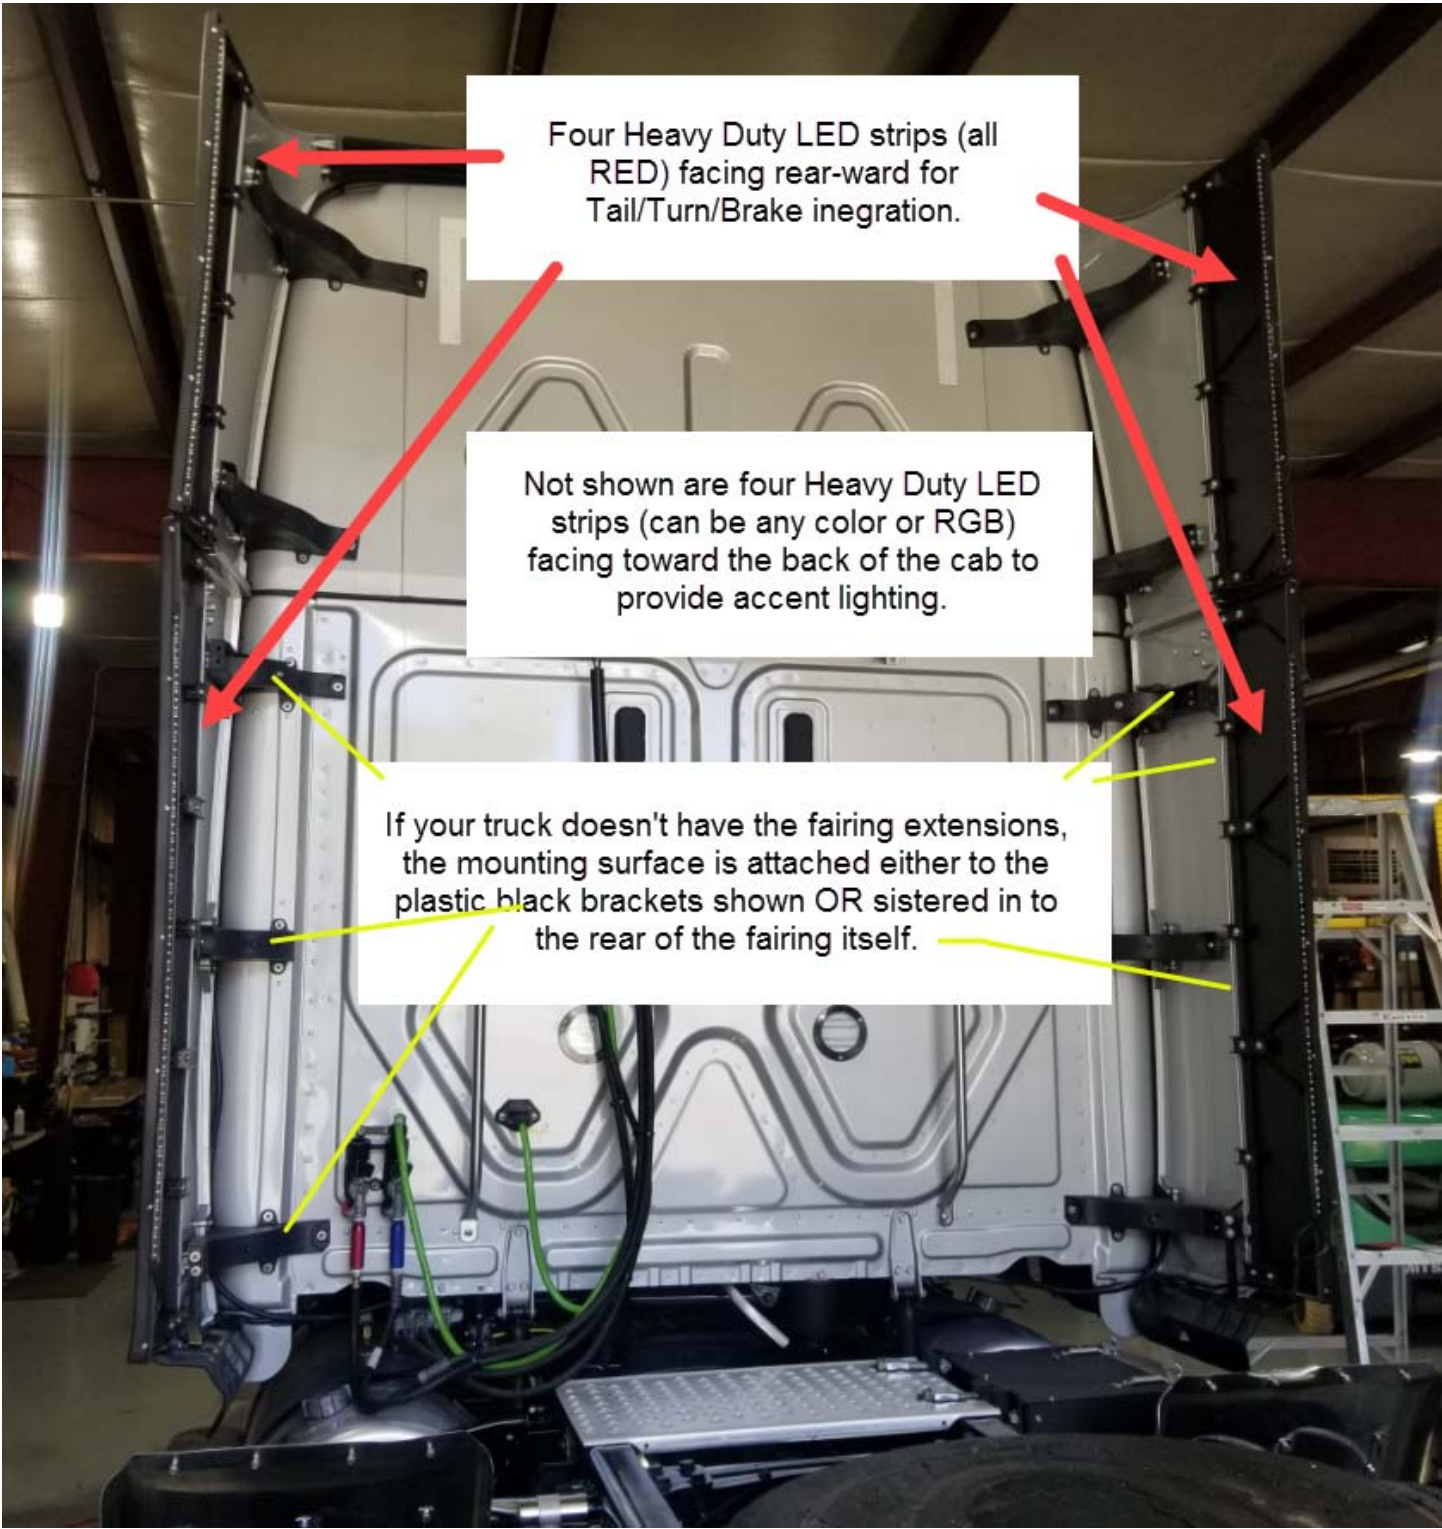 Four Heavy Duty LED strips (all
RED) facing rear-ward for
Tail/Turn/Brake inegration.
Not shown are four Heavy Duty LED
strips (can be any color or RGB)
facing toward the back of the cab to
provide accent lighting.
If your truck doesn't have the fairing extensions,
the mounting surface is attached either to the
plastic black brackets shown OR sistered in to
the rear of the fairing itself.